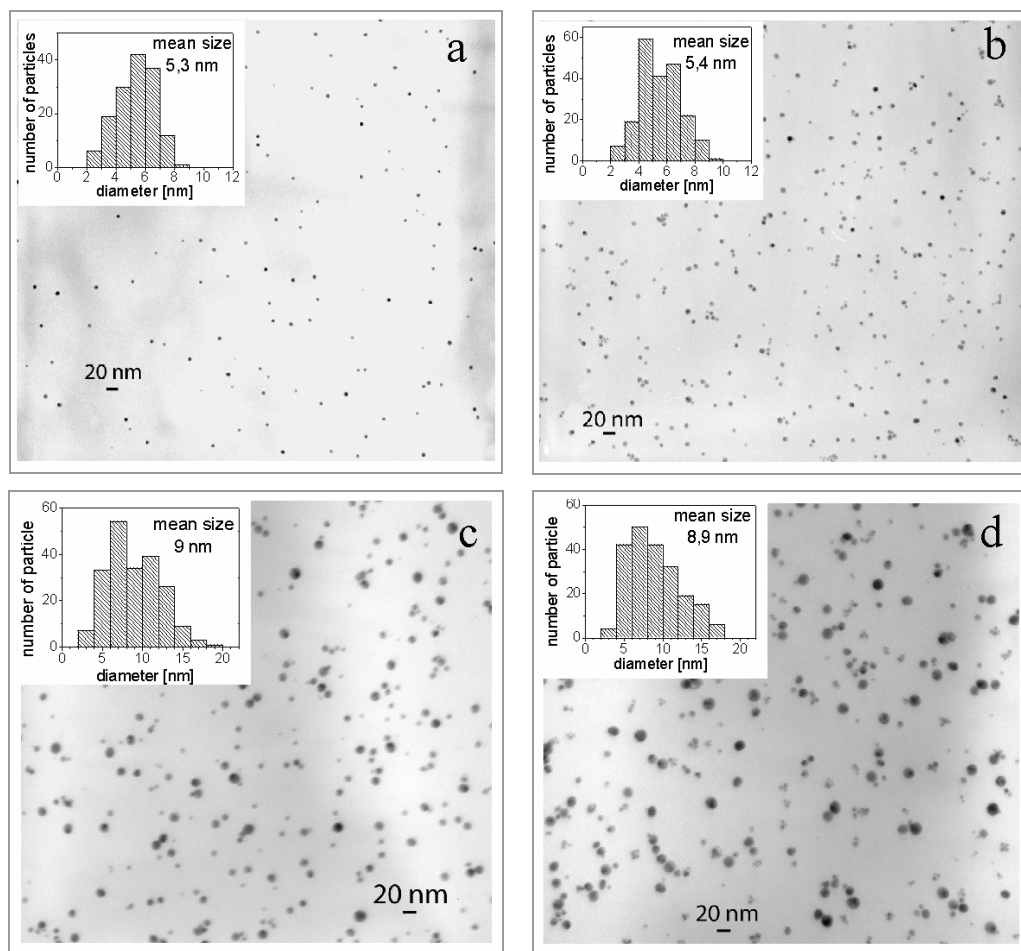 a
mean size
5,3 nm
number of particles
40
20
0
0 2 4 6 8 10 12
diameter [nm]
20 nm
b
mean size
5,4 nm
number of particles
60
40
20
0
0 2 4 6 8 10 12
diameter [nm]
20 nm
c
mean size
9 nm
number of particle
60
40
20
0
0 5 10 15 20
diameter [nm]
20 nm
d
mean size
8,9 nm
number of particle
60
40
20
0
0 5 10 15 20
diameter [nm]
20 nm